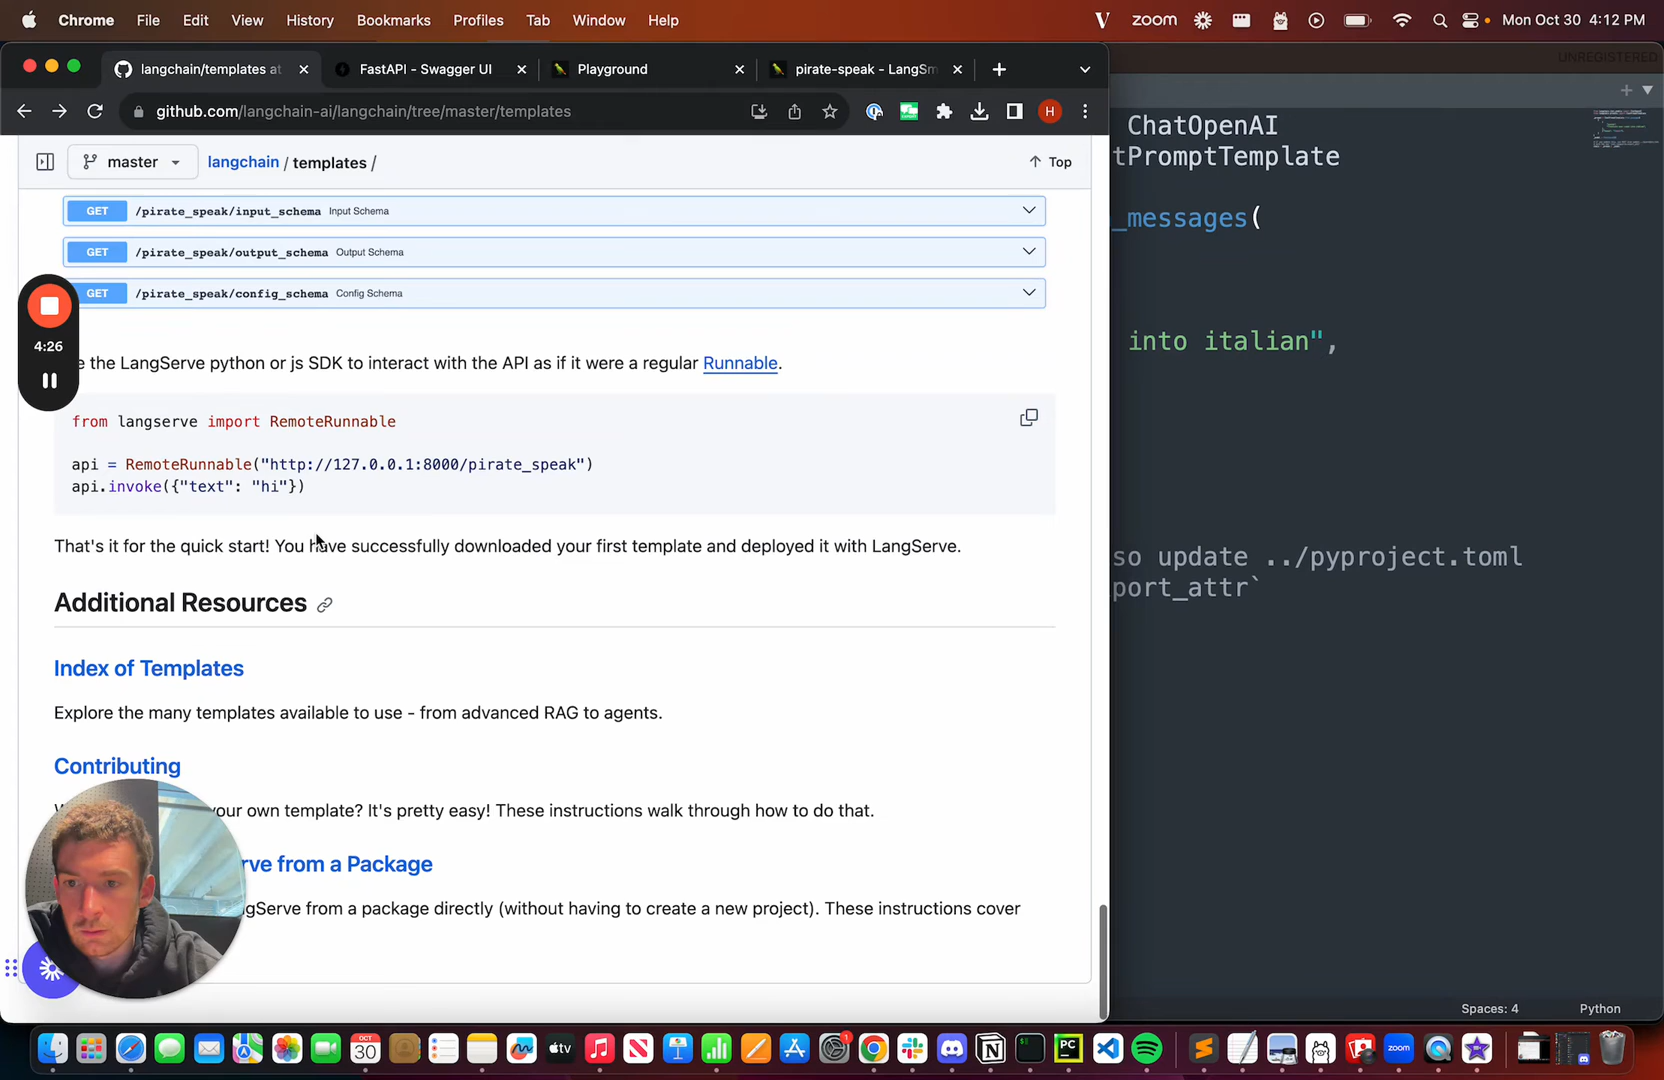 Chrome File Edit View History Bookmarks Profiles Tab Window Help
V zoom Mon Oct 30 4:12 PM
langchain/templates at
FastAPI - Swagger UI
Playground
pirate-speak - LangSm
UNREGISTERED
github.com/langchain-ai/langchain/tree/master/templates
H
master
langchain / templates /
Top
GET /pirate_speak/input_schema Input Schema
GET /pirate_speak/output_schema Output Schema
GET /pirate_speak/config_schema Config Schema
4:26
e the LangServe python or js SDK to interact with the API as if it were a regular Runnable.
from langserve import RemoteRunnable
api = RemoteRunnable("http://127.0.0.1:8000/pirate_speak")
api.invoke({"text": "hi"})
That's it for the quick start! You have successfully downloaded your first template and deployed it with LangServe.
Additional Resources
Index of Templates
Explore the many templates available to use - from advanced RAG to agents.
Contributing
your own template? It's pretty easy! These instructions walk through how to do that.
rve from a Package
gServe from a package directly (without having to create a new project). These instructions cover
ChatOpenAI
tPromptTemplate
_messages(
into italian",
so update ../pyproject.toml
port_attr`
Spaces: 4 Python
OCT
30
tv
1
PC
zoom